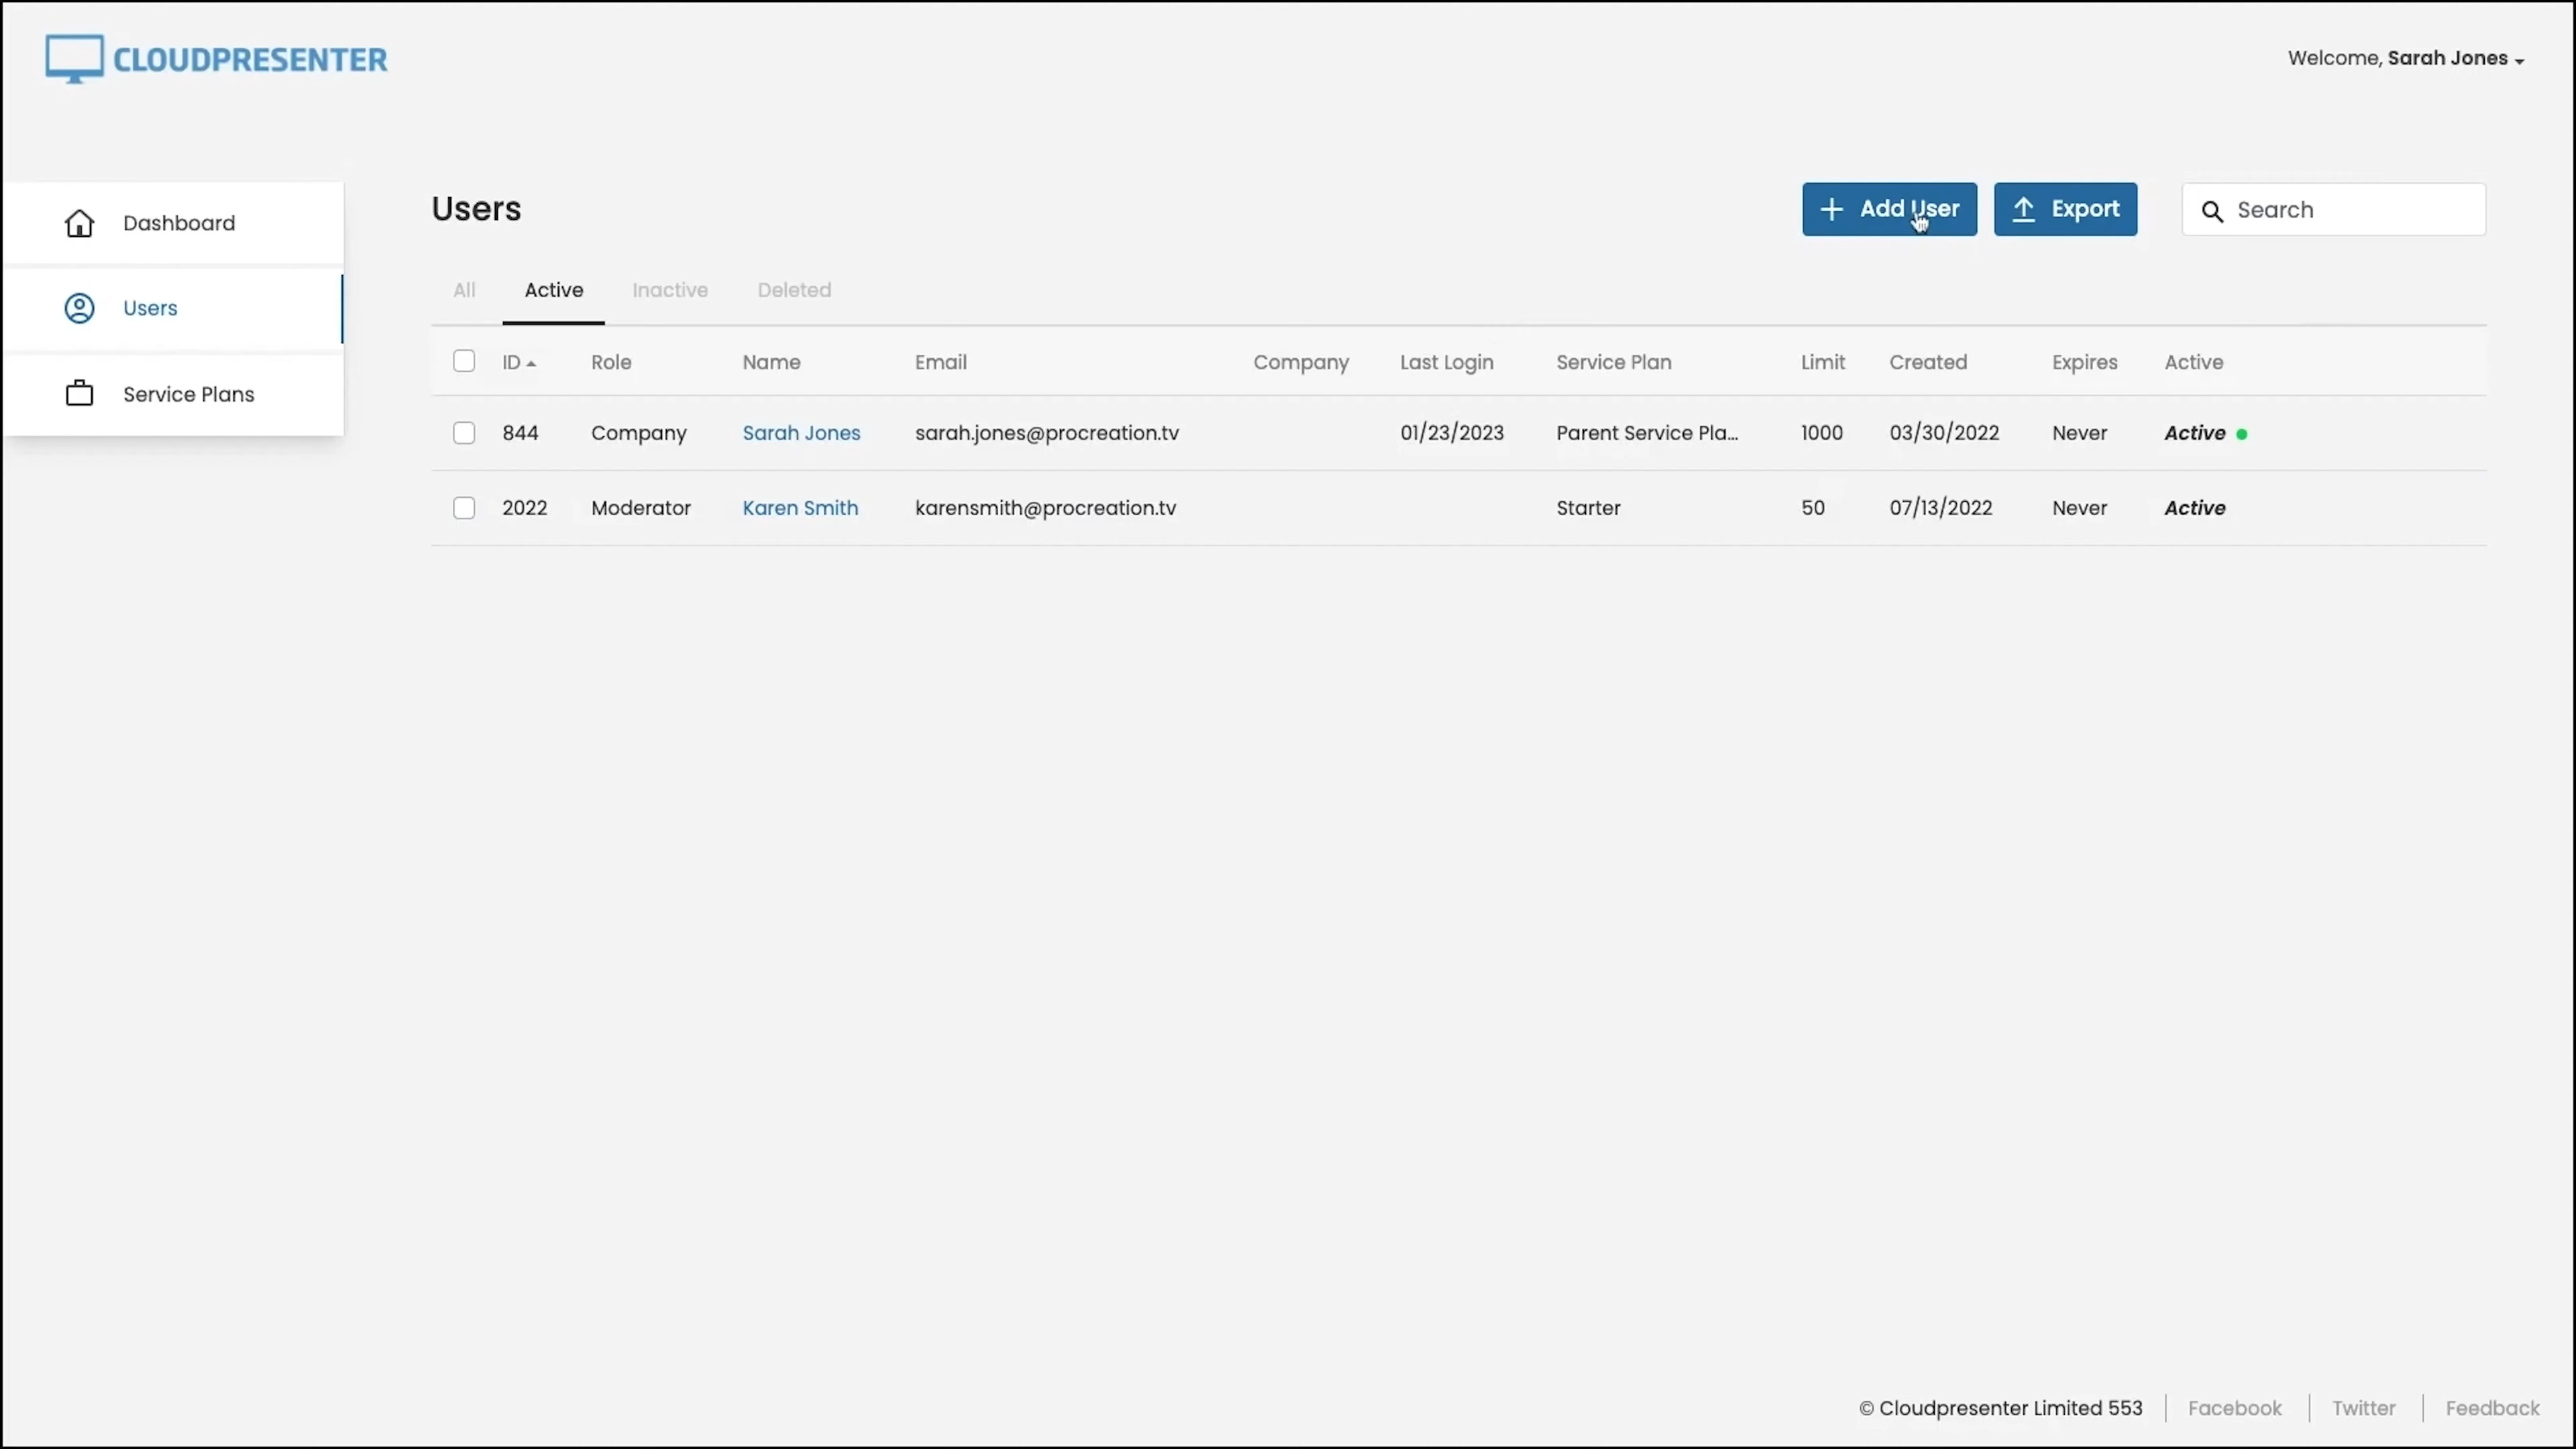 CLOUDPRESENTER
Welcome, Sarah Jones
Dashboard
Users
Service Plans
Users
Add User
Export
Search
All Active Inactive Deleted
ID Role Name Email Company Last Login Service Plan Limit Created Expires Active
844 Company Sarah Jones sarah.jones@procreation.tv 01/23/2023 Parent Service Pla... 1000 03/30/2022 Never Active
2022 Moderator Karen Smith karensmith@procreation.tv Starter 50 07/13/2022 Never Active
© Cloudpresenter Limited 553 Facebook Twitter Feedback